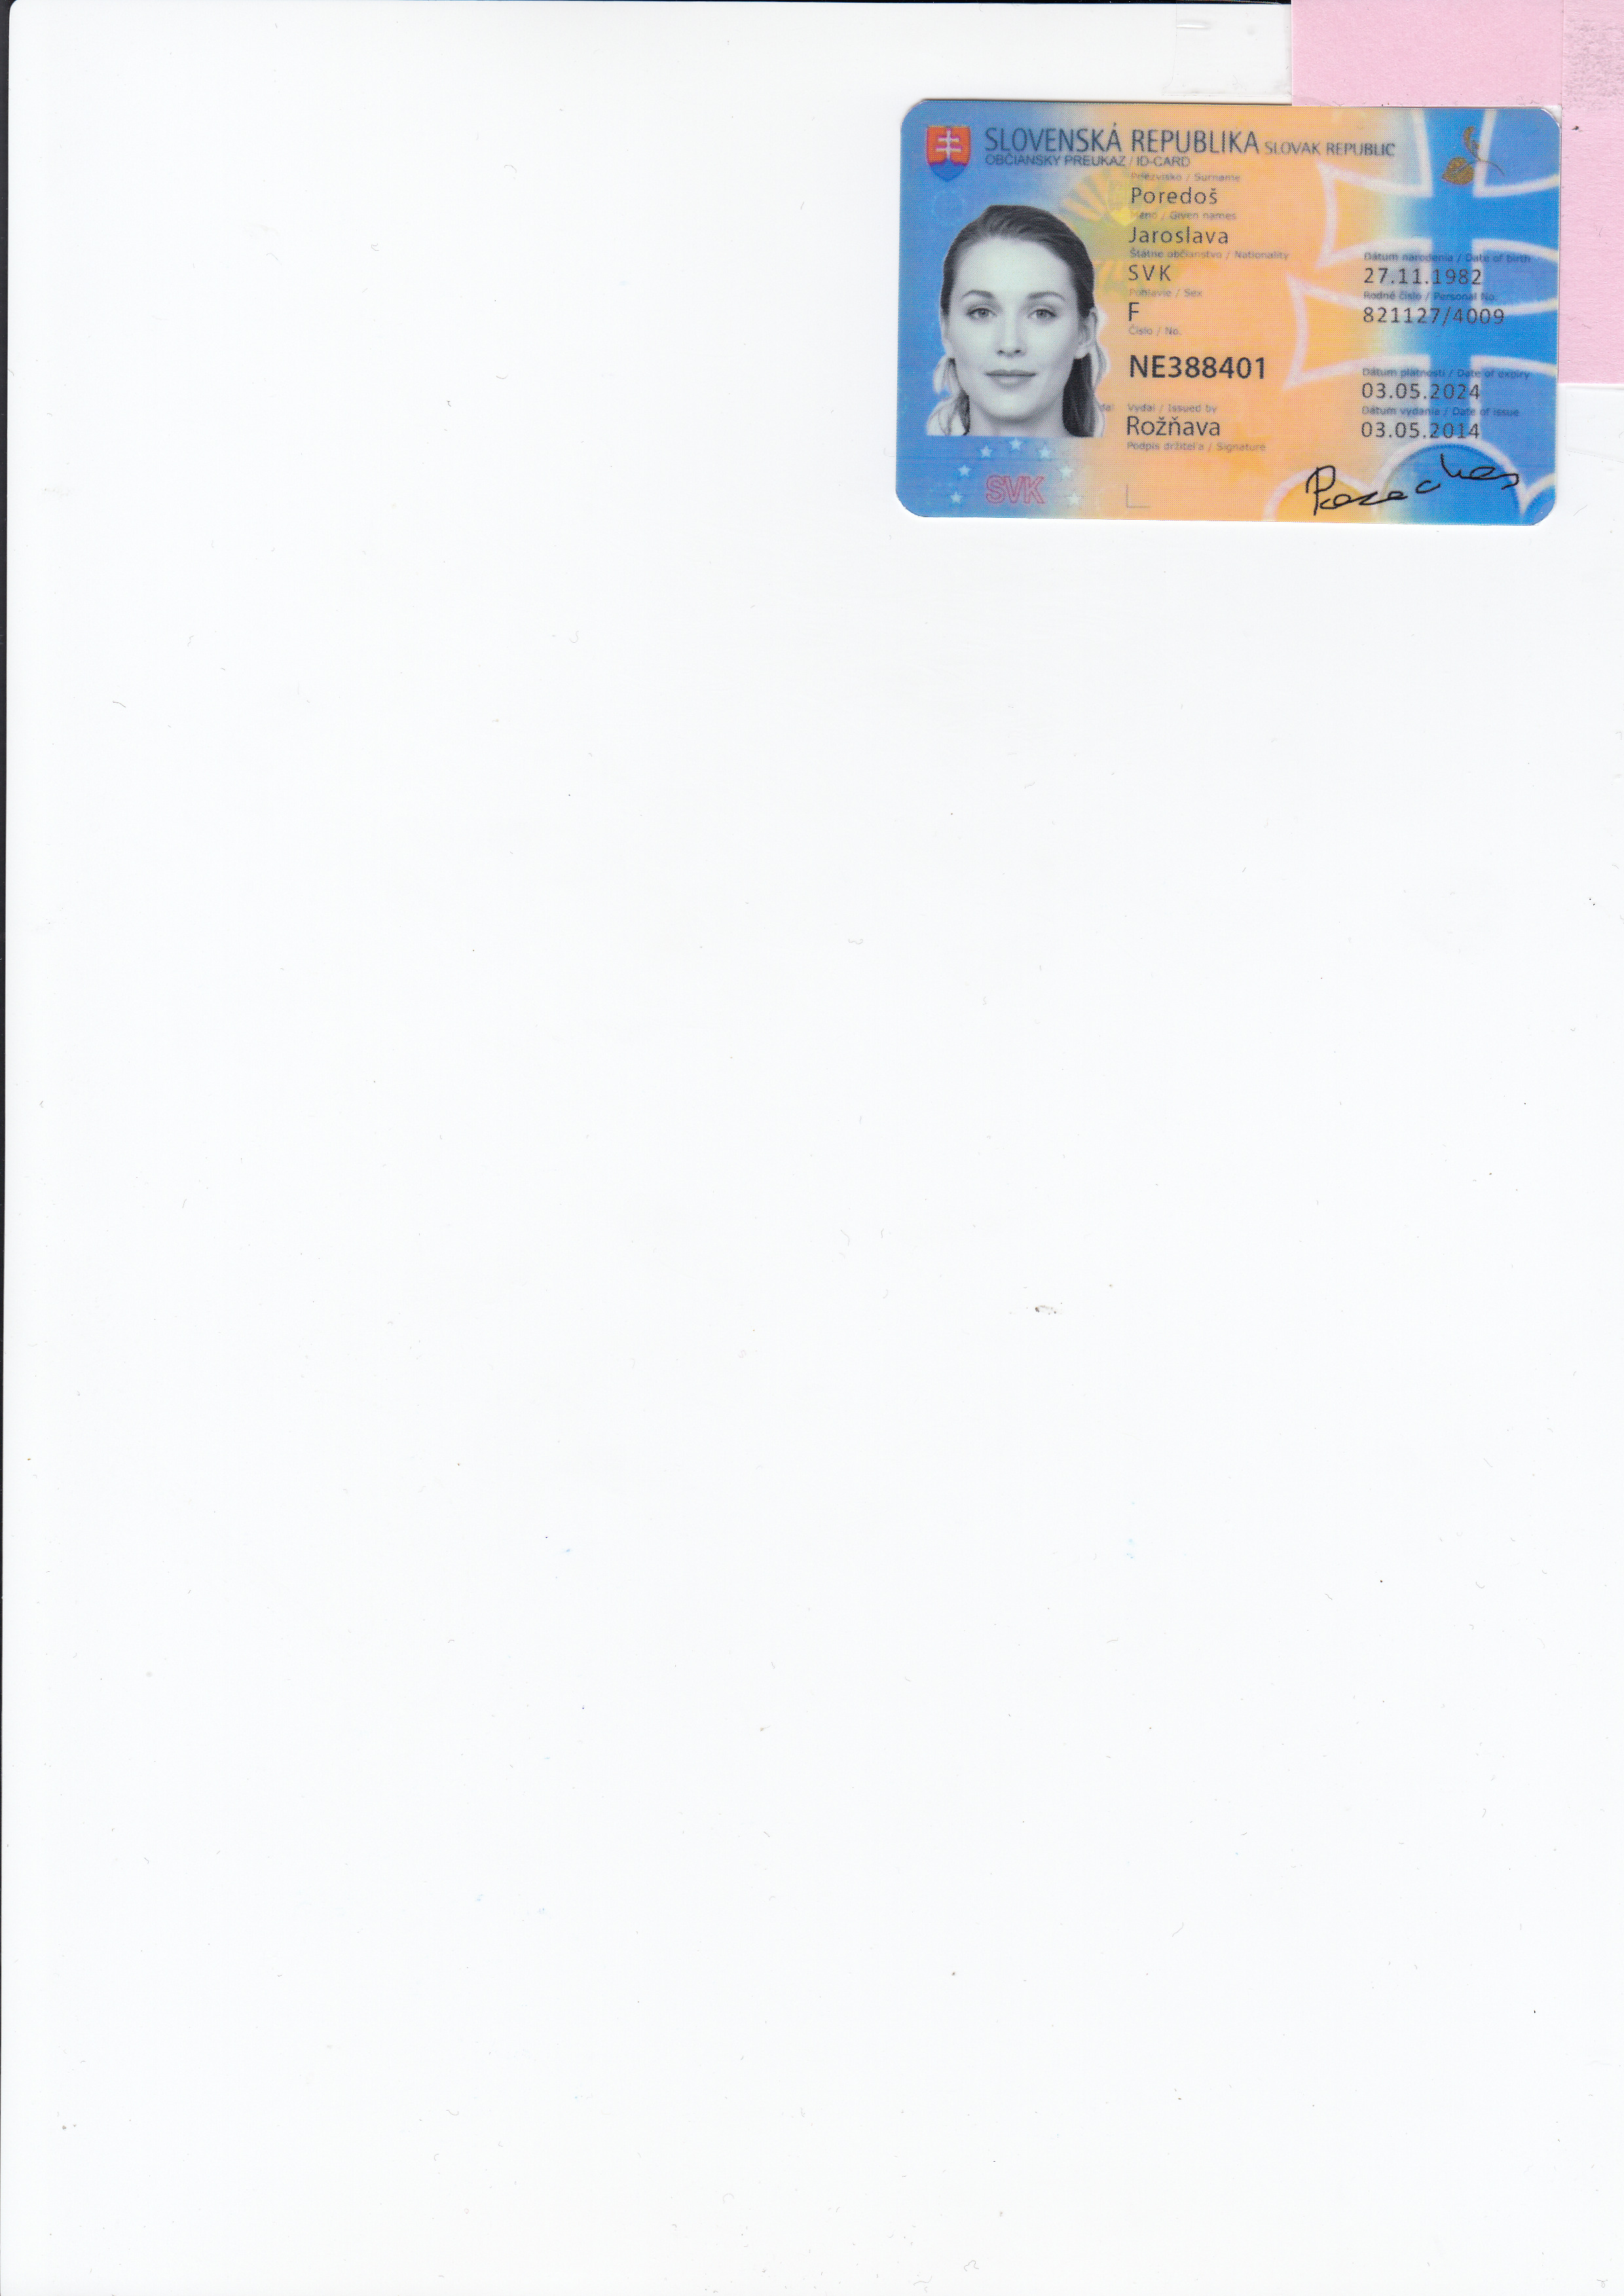 SLOVENSKÁ REPUBLIKA SLOVAK REPUBLIC
OBČIANSKY PREUKAZ / ID-CARD
Priezvisko / Surname
Poredoš
Meno / Given names
Jaroslava
Štátne občianstvo / Nationality
SVK
Dátum narodenia / Date of birth
27.11.1982
Pohlavie / Sex
F
Rodné číslo / Personal No.
821127/4009
Číslo / No.
NE388401
Dátum platnosti / Date of expiry
03.05.2024
Vydal / Issued by
Rožňava
Dátum vydania / Date of issue
03.05.2014
Podpis držiteľa / Signature
SVK